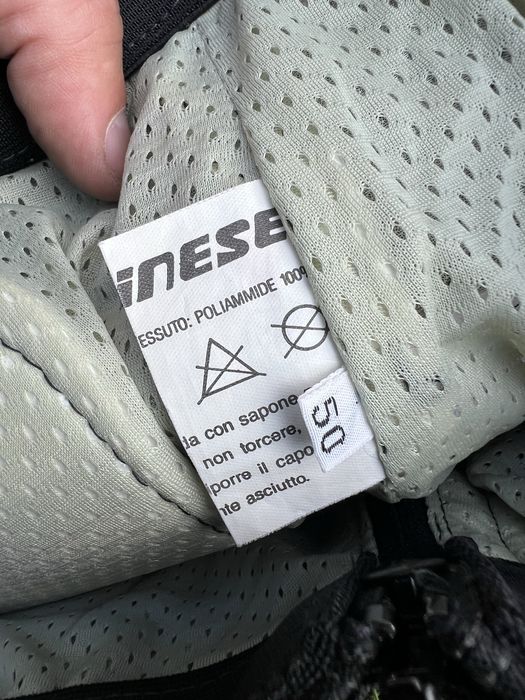 INESE
ESSUTO: POLIAMMIDE 100%
da con sapone
non torcere,
porre il capo
nte asciutto.
50